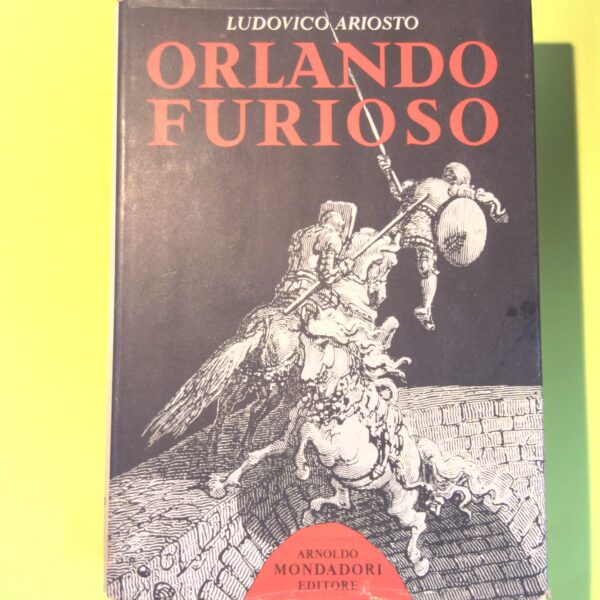 LUDOVICO ARIOSTO
ORLANDO
FURIOSO
ARNOLDO
MONDADORI
EDITORE